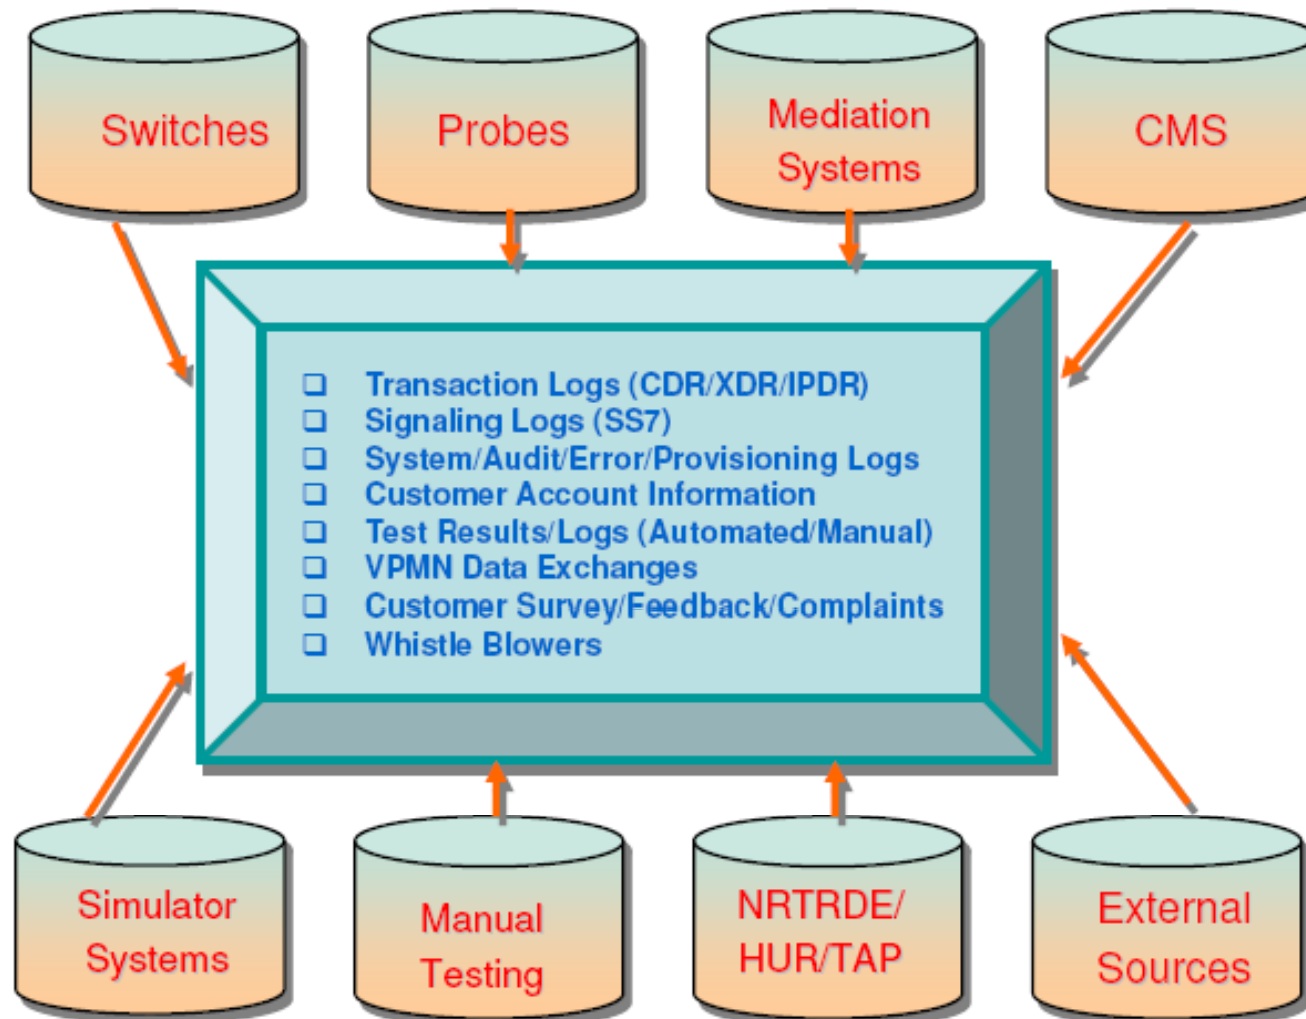 Switches
Probes
Mediation
Systems
CMS
❑ Transaction Logs (CDR/XDR/IPDR)
❑ Signaling Logs (SS7)
❑ System/Audit/Error/Provisioning Logs
❑ Customer Account Information
❑ Test Results/Logs (Automated/Manual)
❑ VPMN Data Exchanges
❑ Customer Survey/Feedback/Complaints
❑ Whistle Blowers
Simulator
Systems
Manual
Testing
NRTRDE/
HUR/TAP
External
Sources